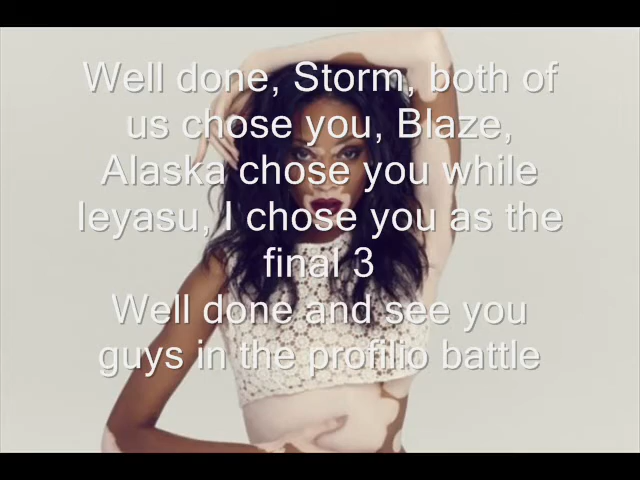 Well done, Storm, both of
us chose you, Blaze,
Alaska chose you while
Ieyasu, I chose you as the
final 3
Well done and see you
guys in the profilio battle